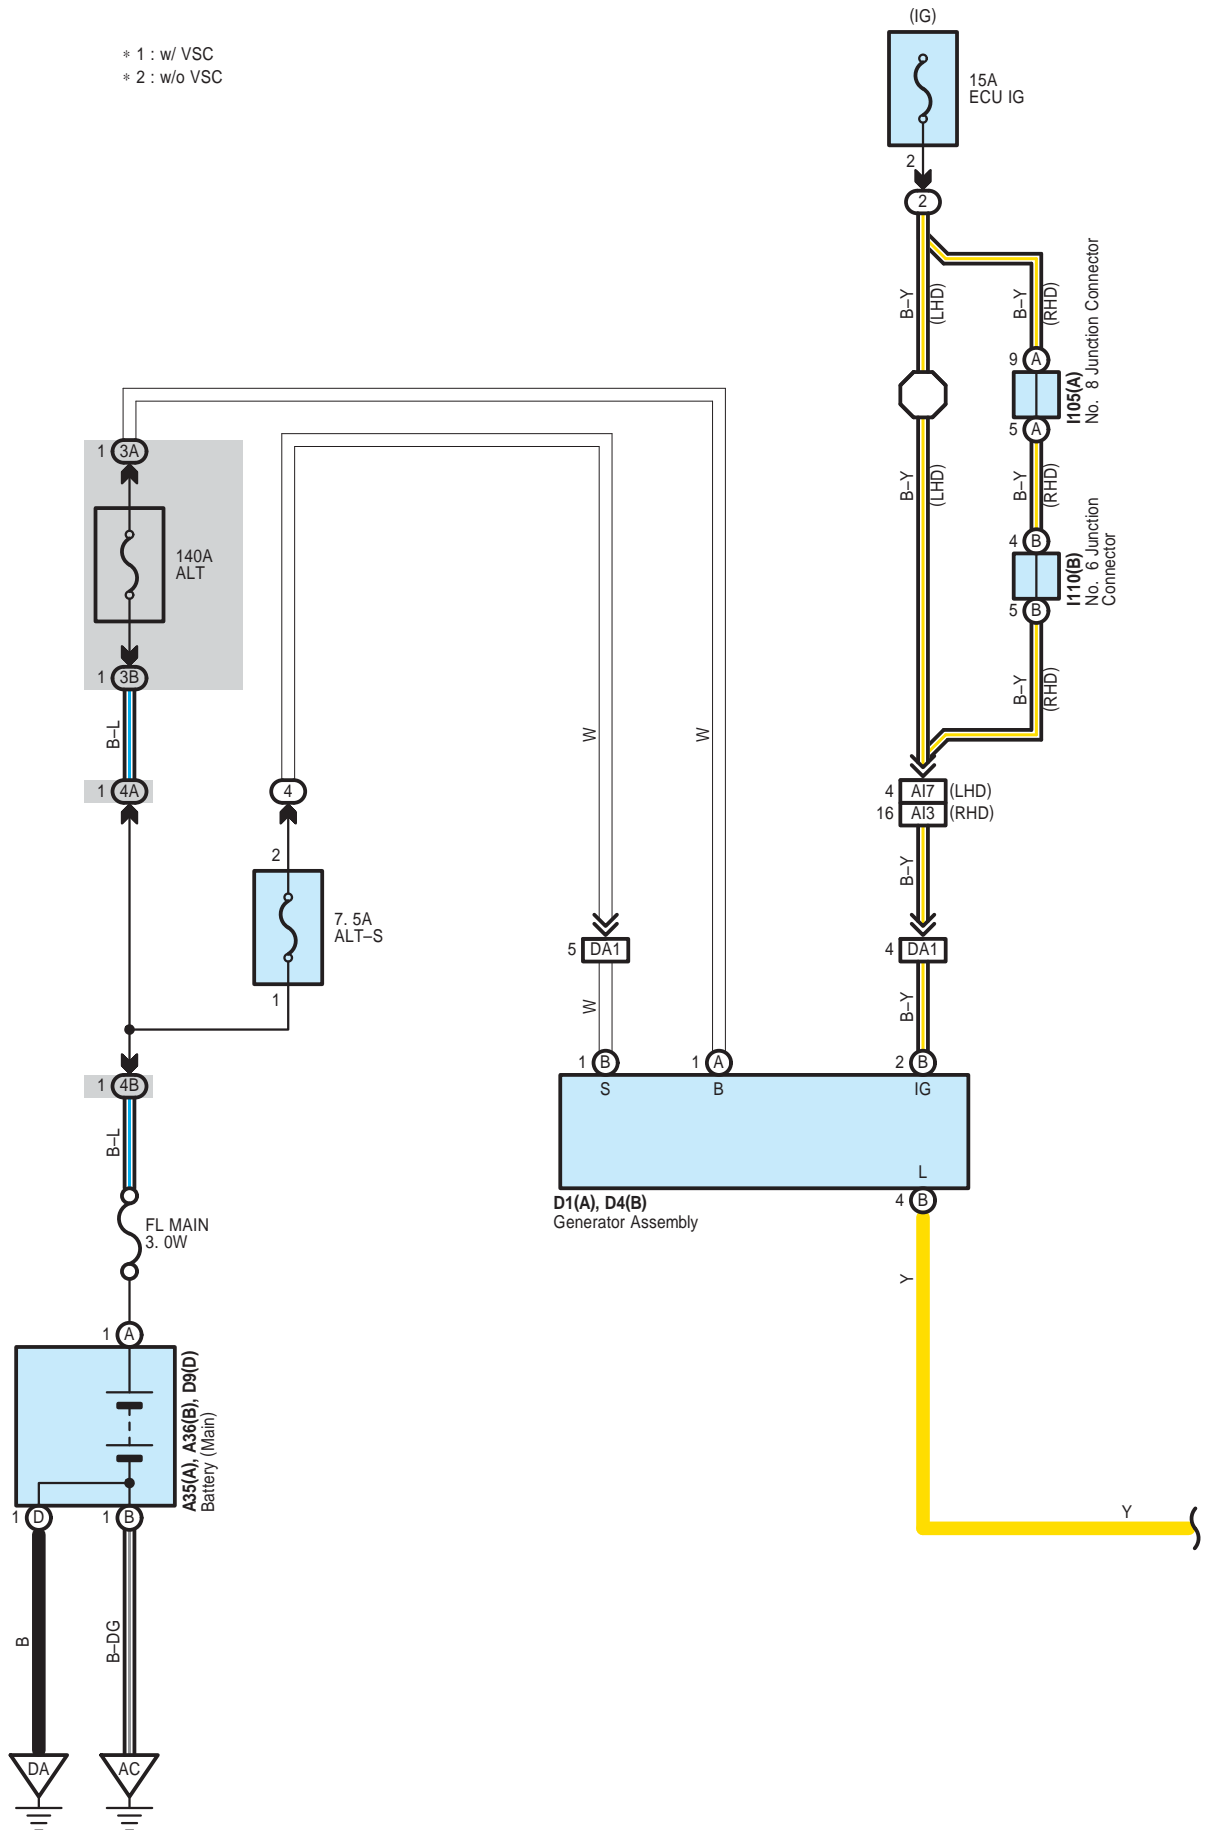 (IG)
* 1 : w/ VSC
* 2 : w/o VSC
15A
ECU IG
2
2
B–Y
(LHD)
B–Y
(RHD)
9 A
I105(A)
No. 8 Junction Connector
5 A
1 3A
B–Y
(LHD)
B–Y
(RHD)
140A
ALT
4 B
I110(B)
No. 6 Junction
Connector
5 B
1 3B
B–Y
(RHD)
B–L
W
W
1 4A
4
4 AI7 (LHD)
16 AI3 (RHD)
2
B–Y
7. 5A
ALT–S
5 DA1
4 DA1
1
W
B–Y
1 4B
1 B
1 A
2 B
S
B
IG
B–L
L
D1(A), D4(B)
Generator Assembly
4 B
FL MAIN
3. 0W
Y
1 A
A35(A), A36(B), D9(D)
Battery (Main)
1 D
1 B
Y
B
B–DG
DA
AC